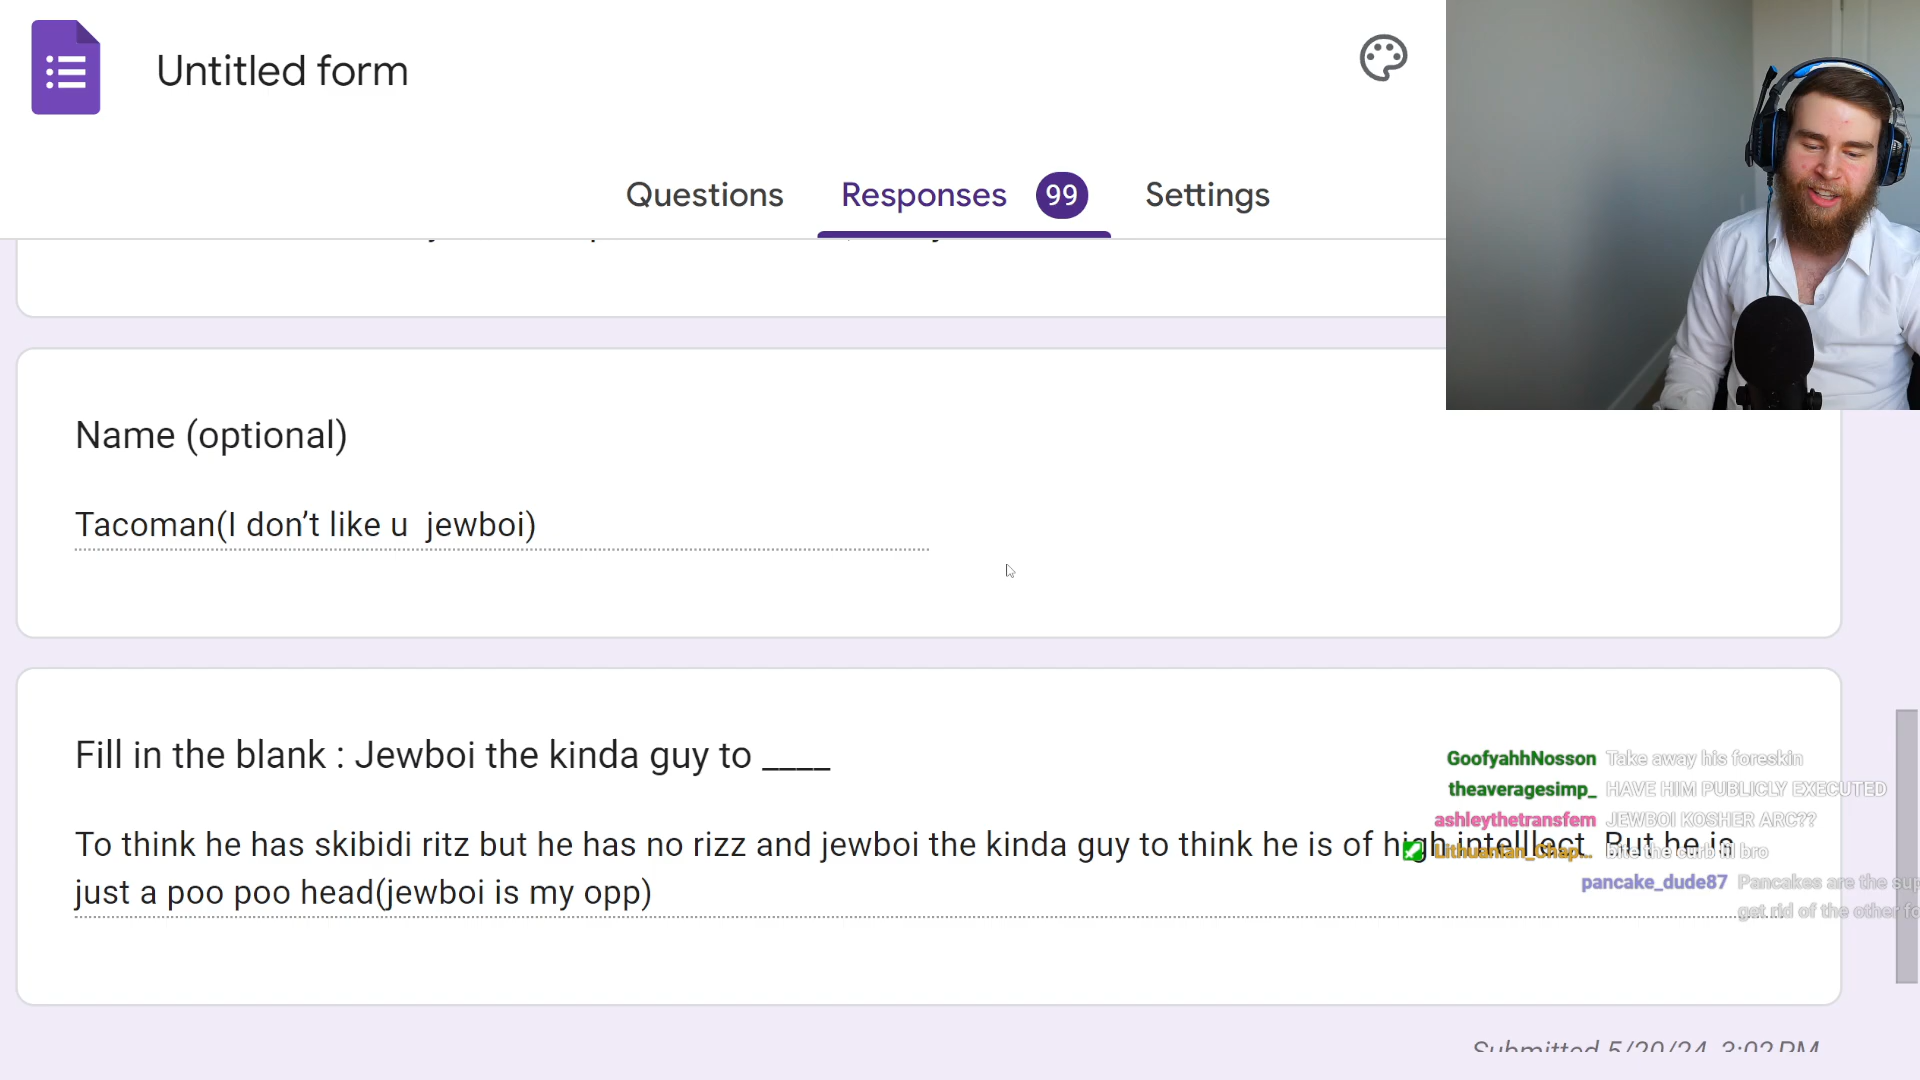 Untitled form
Questions
Responses 99
Settings
Name (optional)
Tacoman(I don’t like u  jewboi)
Fill in the blank : Jewboi the kinda guy to ____
To think he has skibidi ritz but he has no rizz and jewboi the kinda guy to think he is of high intelllect. But he is
just a poo poo head(jewboi is my opp)
GoofyahhNosson Take away his foreskin
theaveragesimp_ HAVE HIM PUBLICLY EXECUTED
ashleythetransfem JEWBOI KOSHER ARC??
Lithuanian_Chap... bite the curb lil bro
pancake_dude87 Pancakes are the
get rid of the other
Submitted 5/20/24, 3:02 PM